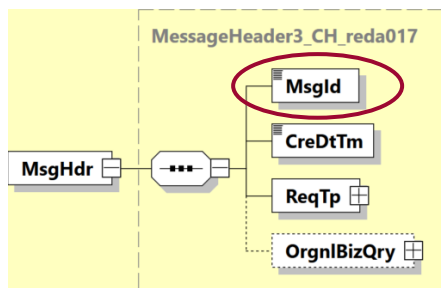 MessageHeader3_CH_reda017
MsgId
CreDtTm
MsgHdr
ReqTp
OrgnlBizQry